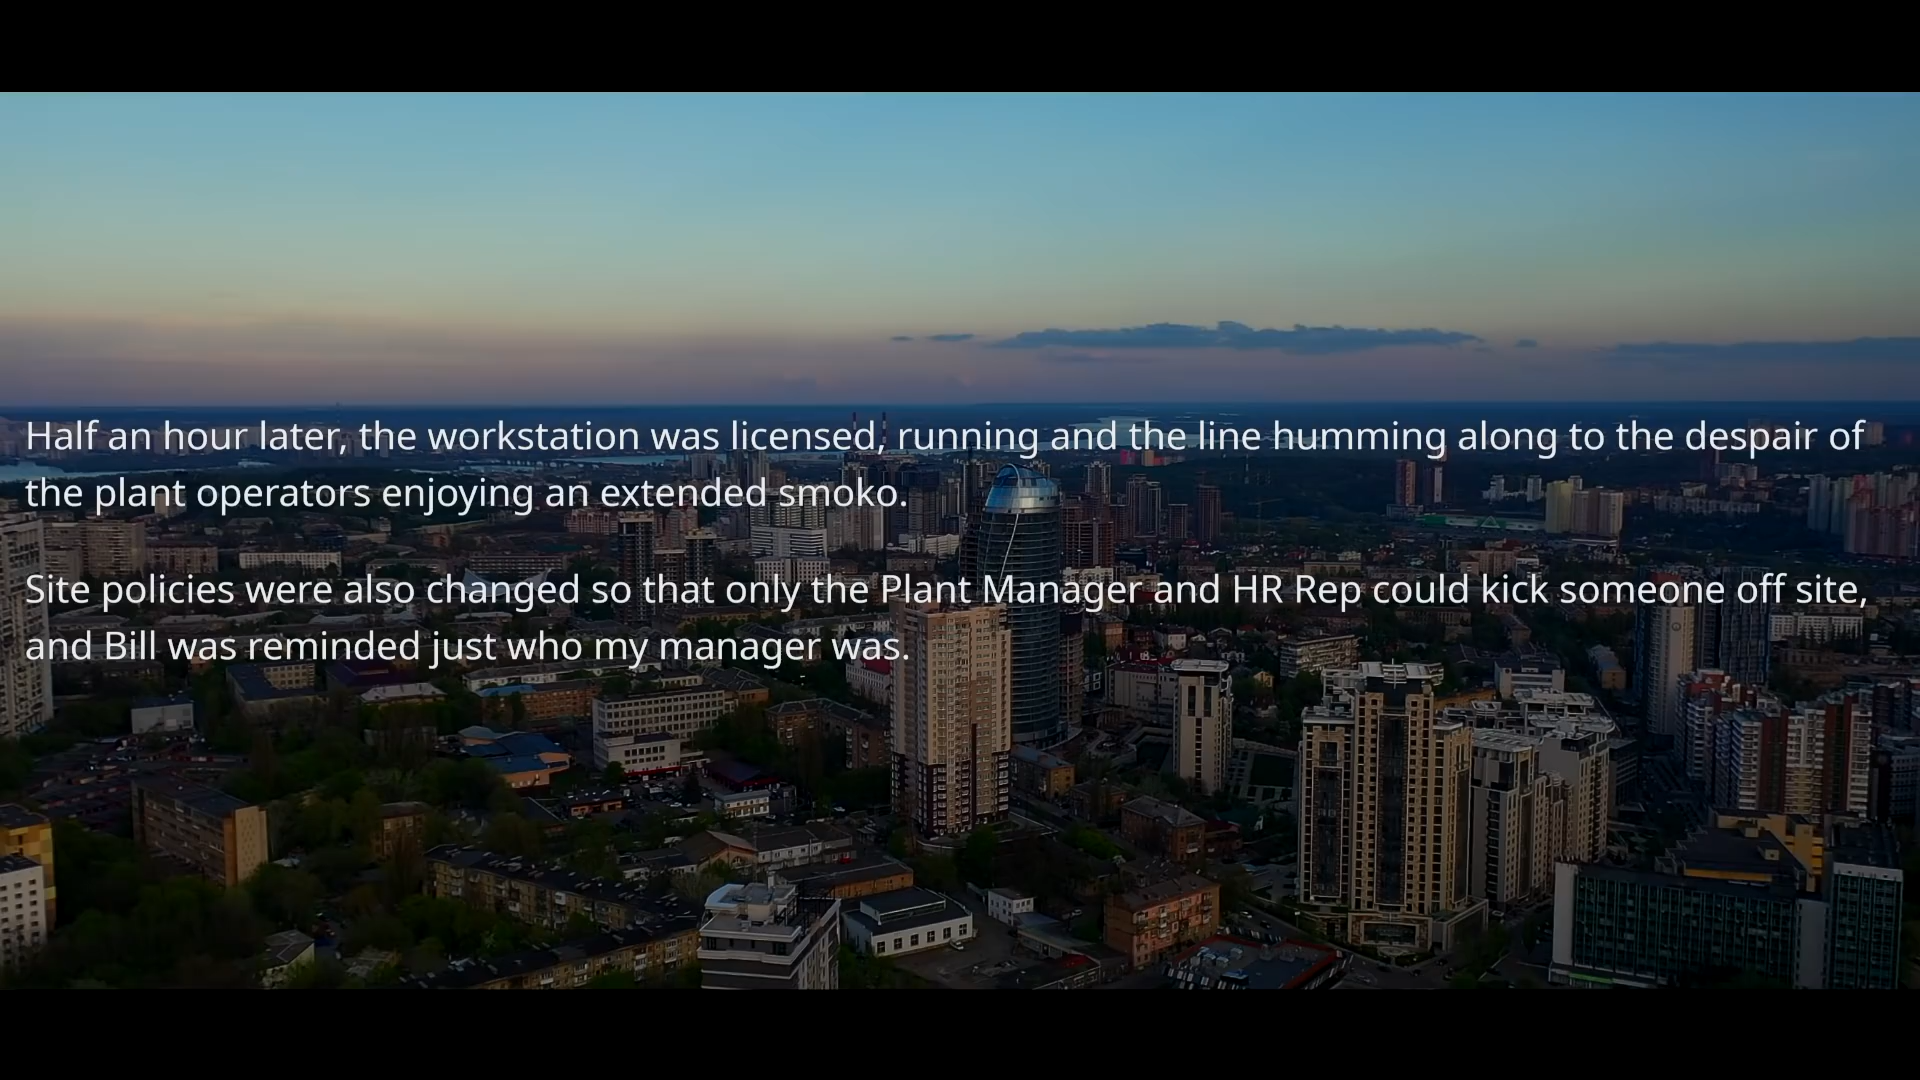 Half an hour later, the workstation was licensed, running and the line humming along to the despair of
the plant operators enjoying an extended smoko.
Site policies were also changed so that only the Plant Manager and HR Rep could kick someone off site,
and Bill was reminded just who my manager was.